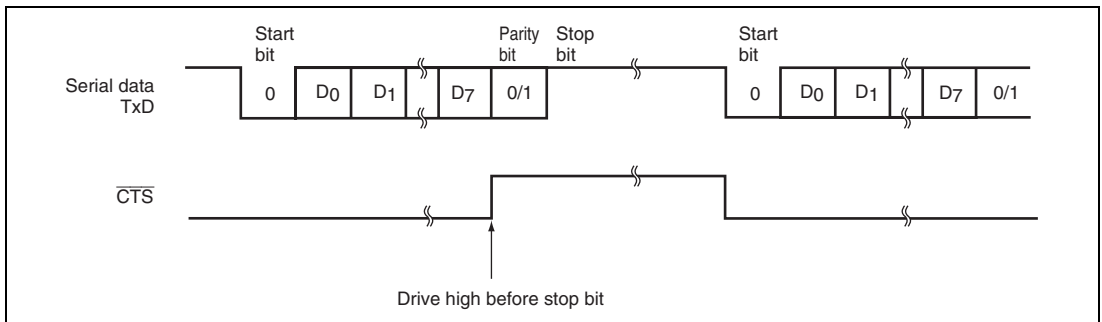 Start bit Parity bit Stop bit Start bit
Serial data TxD 0 D0 D1 D7 0/1 0 D0 D1 D7 0/1
CTS
Drive high before stop bit